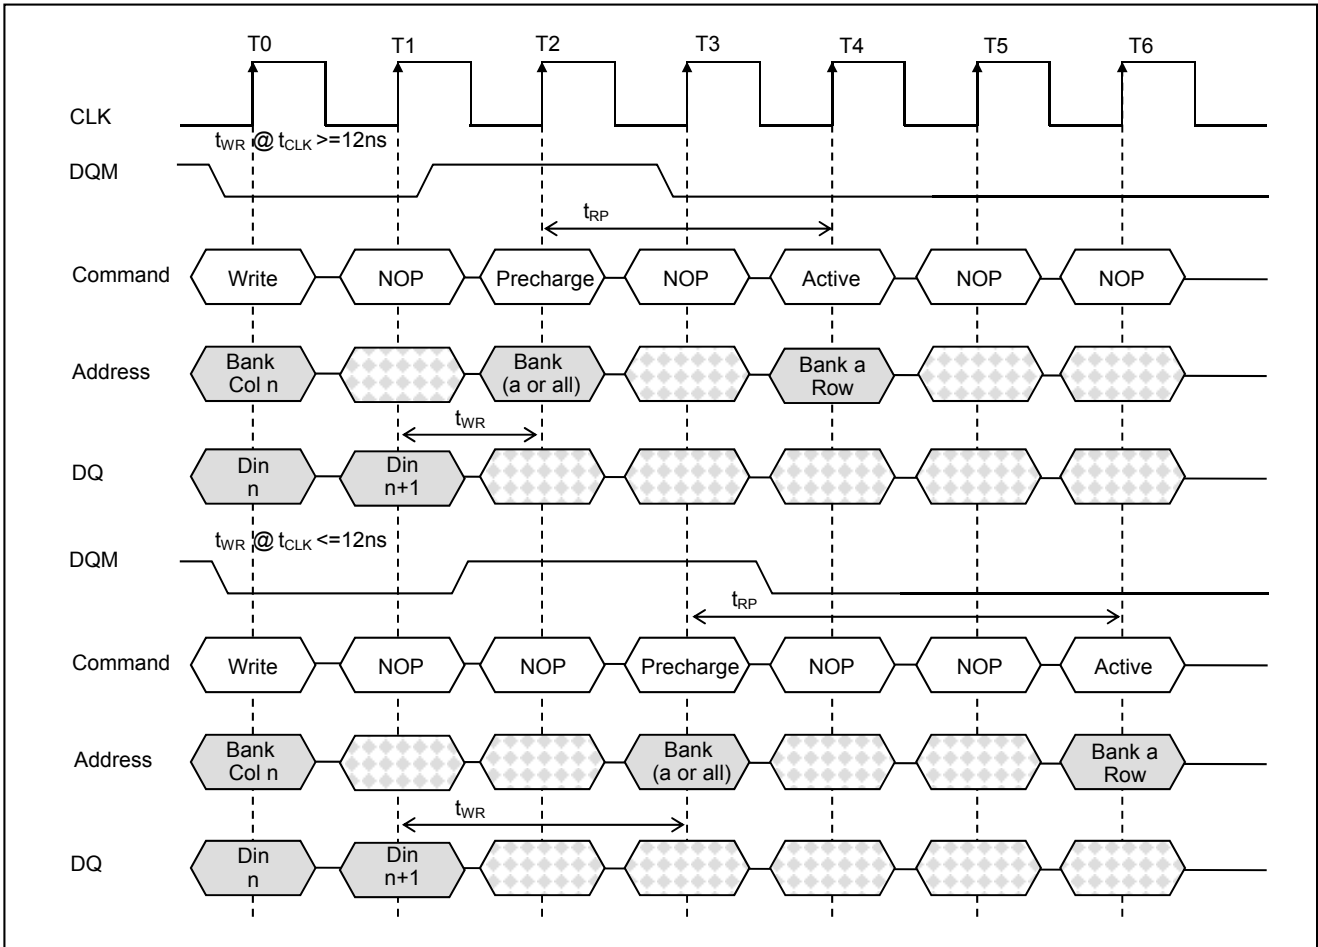 T0 T1 T2 T3 T4 T5 T6
CLK
tWR @ tCLK >=12ns
DQM
tRP
Command Write NOP Precharge NOP Active NOP NOP
Address Bank Col n Bank (a or all) Bank a Row
tWR
DQ Din n Din n+1
tWR @ tCLK <=12ns
DQM
tRP
Command Write NOP NOP Precharge NOP NOP Active
Address Bank Col n Bank (a or all) Bank a Row
tWR
DQ Din n Din n+1